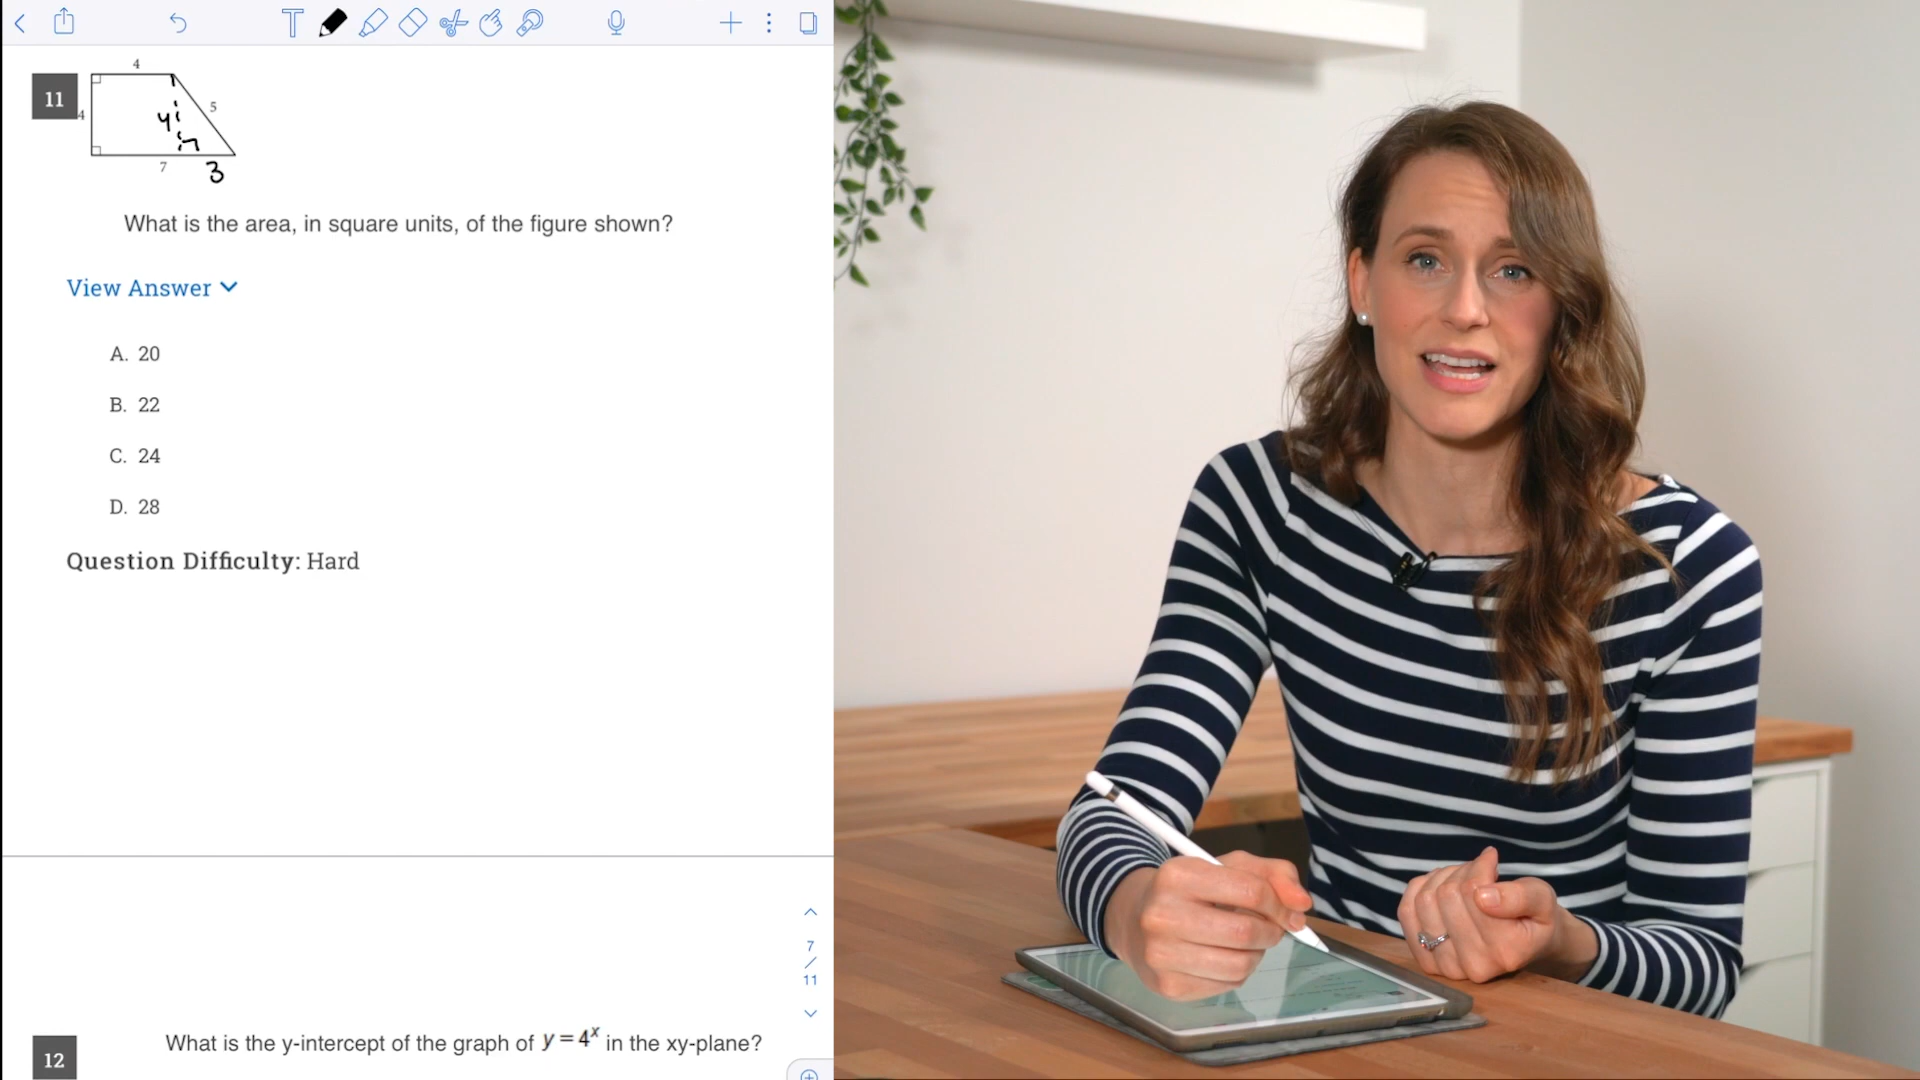 4
11
4
4
5
7
3
What is the area, in square units, of the figure shown?
View Answer
A. 20
B. 22
C. 24
D. 28
Question Difficulty: Hard
7
/
11
12
What is the y-intercept of the graph of y = 4ˣ in the xy-plane?